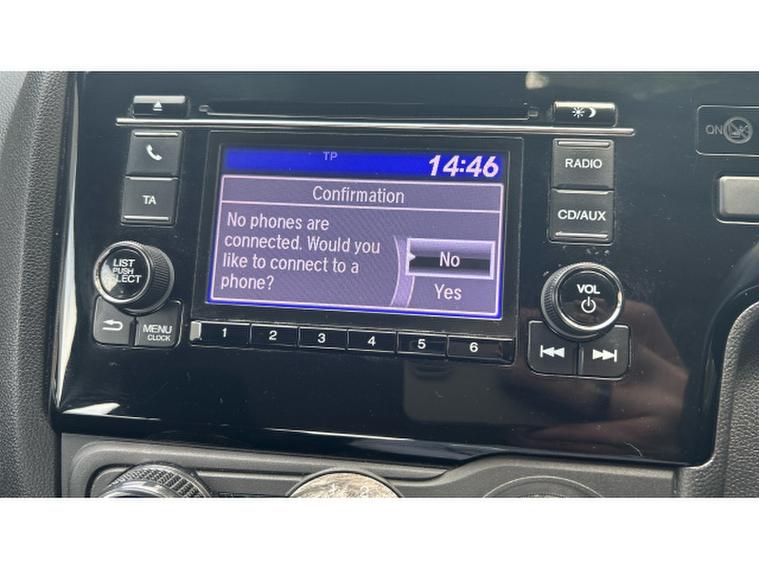 TP 14:46
Confirmation
No phones are
connected. Would you
like to connect to a
phone?
No
Yes
TA
LIST
PUSH
SELECT
MENU
CLOCK
1 2 3 4 5 6
RADIO
CD/AUX
VOL
ON